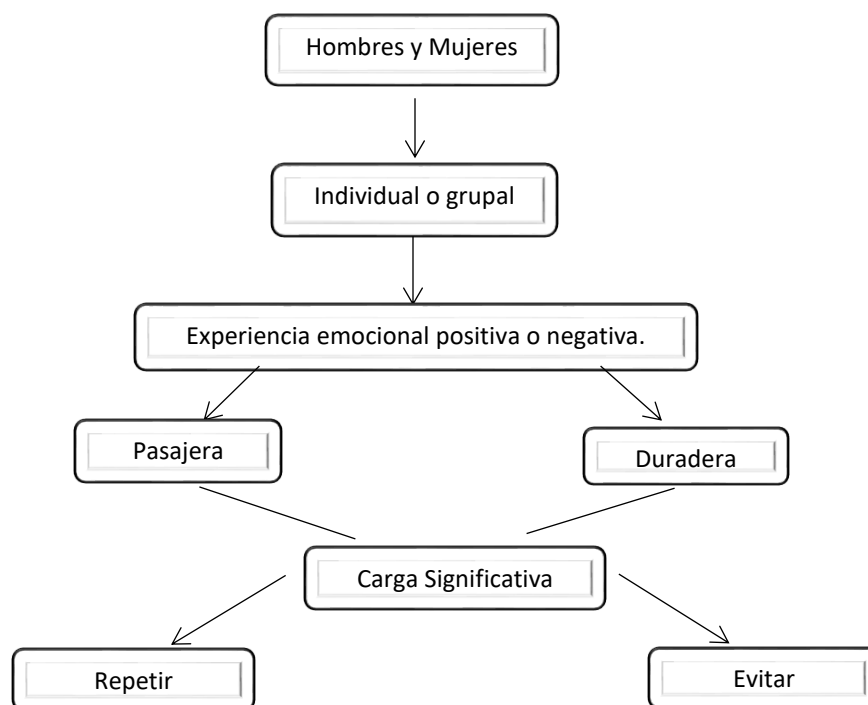 Hombres y Mujeres
Individual o grupal
Experiencia emocional positiva o negativa.
Pasajera
Duradera
Carga Significativa
Repetir
Evitar